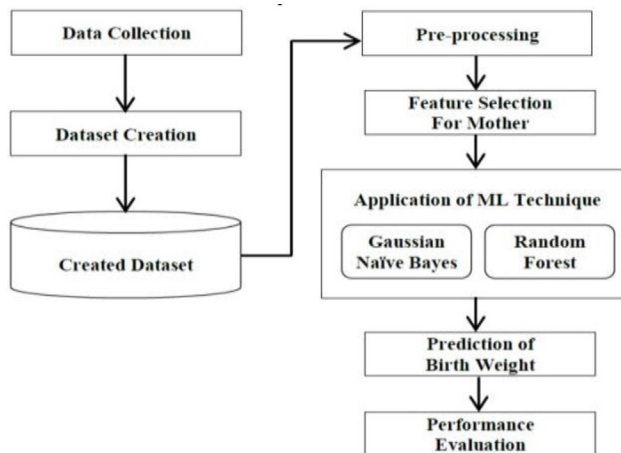 Data Collection
Dataset Creation
Created Dataset
Pre-processing
Feature Selection
For Mother
Application of ML Technique
Gaussian
Naïve Bayes
Random
Forest
Prediction of
Birth Weight
Performance
Evaluation